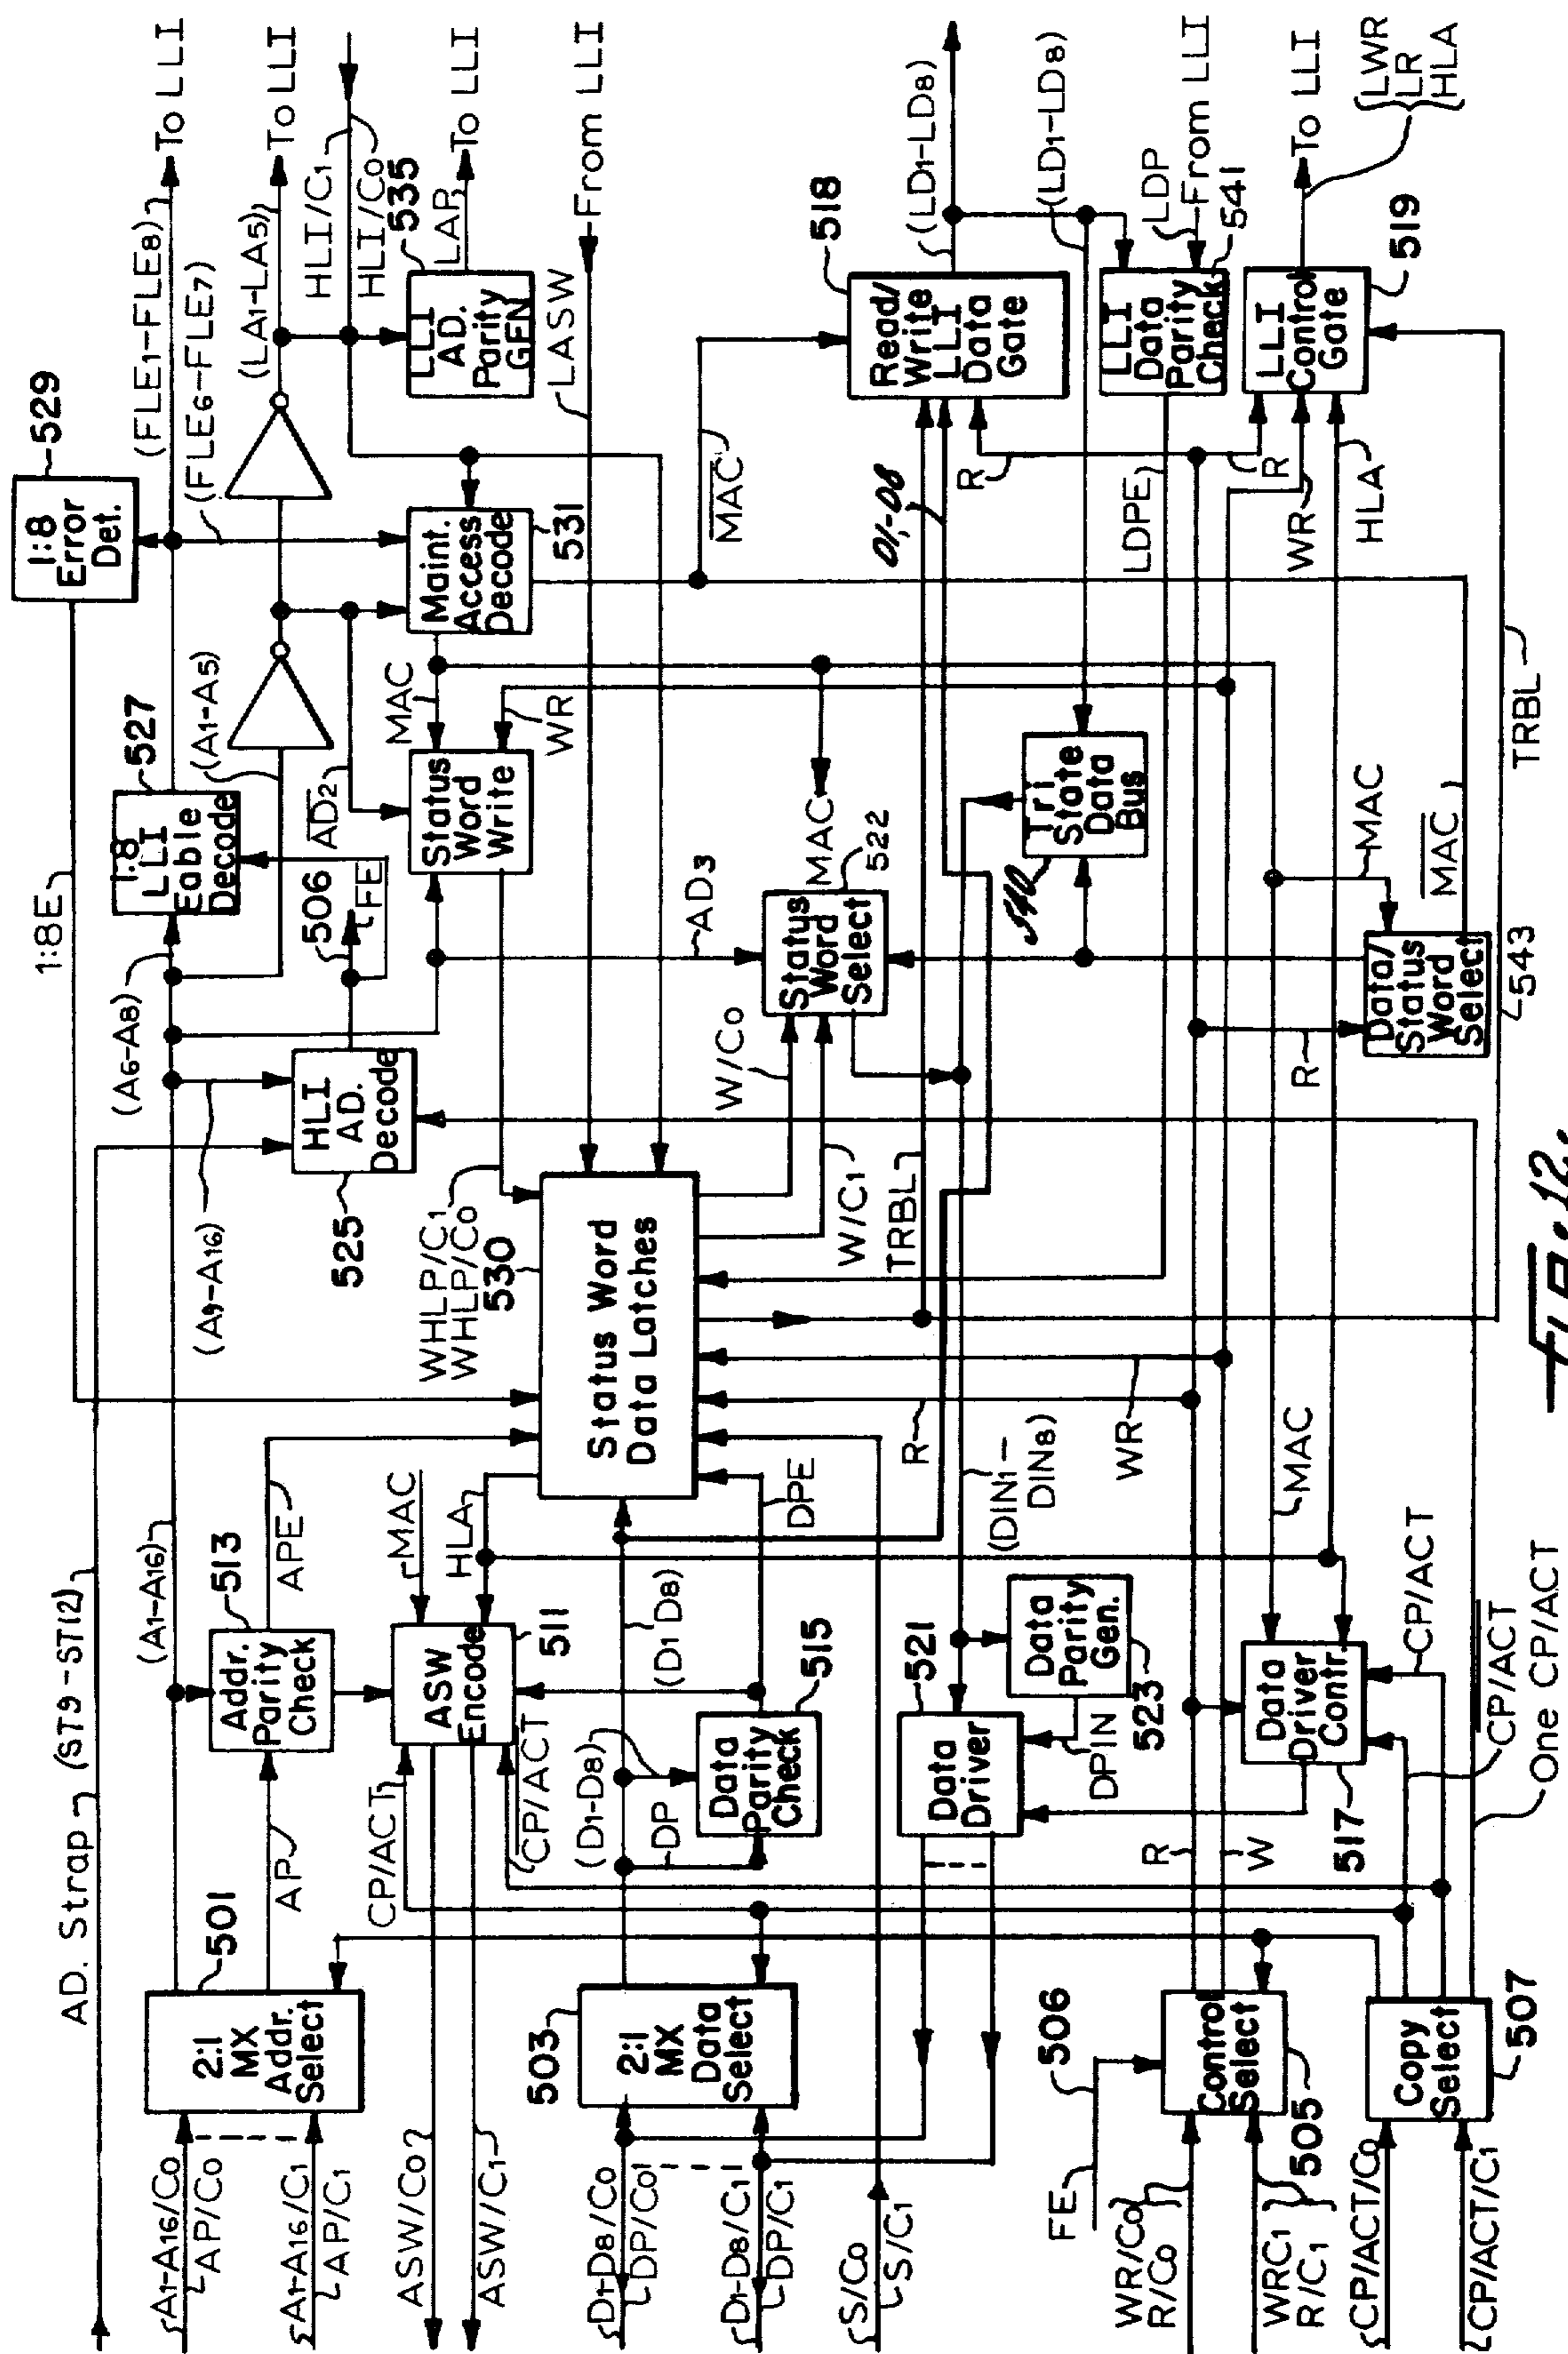 AD. Strap (ST9-ST12)
1:8E
1:8
Error
Det.
529
(A1-A16)
(A6-A8)
1:8
LLI
Eable
Decode
527
(FLE1-FLE8)
To LLI
(FLE6-FLE7)
(A1-A5)
(LA1-LA5)
To LLI
HLI/C1
HLI/C0
A1-A16/C0
AP/C0
A1-A16/C1
AP/C1
2:1
MX
Addr.
Select
501
AP
Addr.
Parity
Check
513
APE
(A9-A16)
HLI
AD.
Decode
525
506
FE
AD2
Maint.
Access
Decode
531
LLI
AD.
Parity
GEN
535
LAP
To LLI
ASW/C0
ASW/C1
CP/ACT
CP/ACT
ASW
Encode
511
MAC
HLA
WHLP/C1
WHLP/C0
530
Status
Word
Write
MAC
WR
LASW
From LLI
D1-D8/C0
DP/C0
D1-D8/C1
DP/C1
503
2:1
MX
Data
Select
(D1-D8)
DP
Data
Parity
Check
515
(D1 D8)
DPE
Status Word
Data Latches
W/C0
W/C1
AD3
Status
Word
Select
522
MAC
MAC
Read/
Write
LLI
Data
Gate
518
(LD1-LD8)
(LD1-LD8)
S/C0
S/C1
Data
Driver
521
DPIN
Data
Parity
Gen.
523
(DIN1-
DIN8)
R
TRBL
540
Tri
State
Data
Bus
D1-D8
R
LDPE
LLI
Data
Parity
Check
541
LDP
From LLI
FE
506
WR/C0
R/C0
WRC1
R/C1
505
Control
Select
R
W
WR
Data
Driver
Contr.
517
MAC
CP/ACT
R
Data/
Status
Word
Select
543
MAC
MAC
R
WR
HLA
LLI
Control
Gate
519
To LLI
LWR
LR
HLA
CP/ACT/C0
CP/ACT/C1
Copy
Select
507
CP/ACT
One CP/ACT
TRBL
FIG. 12.